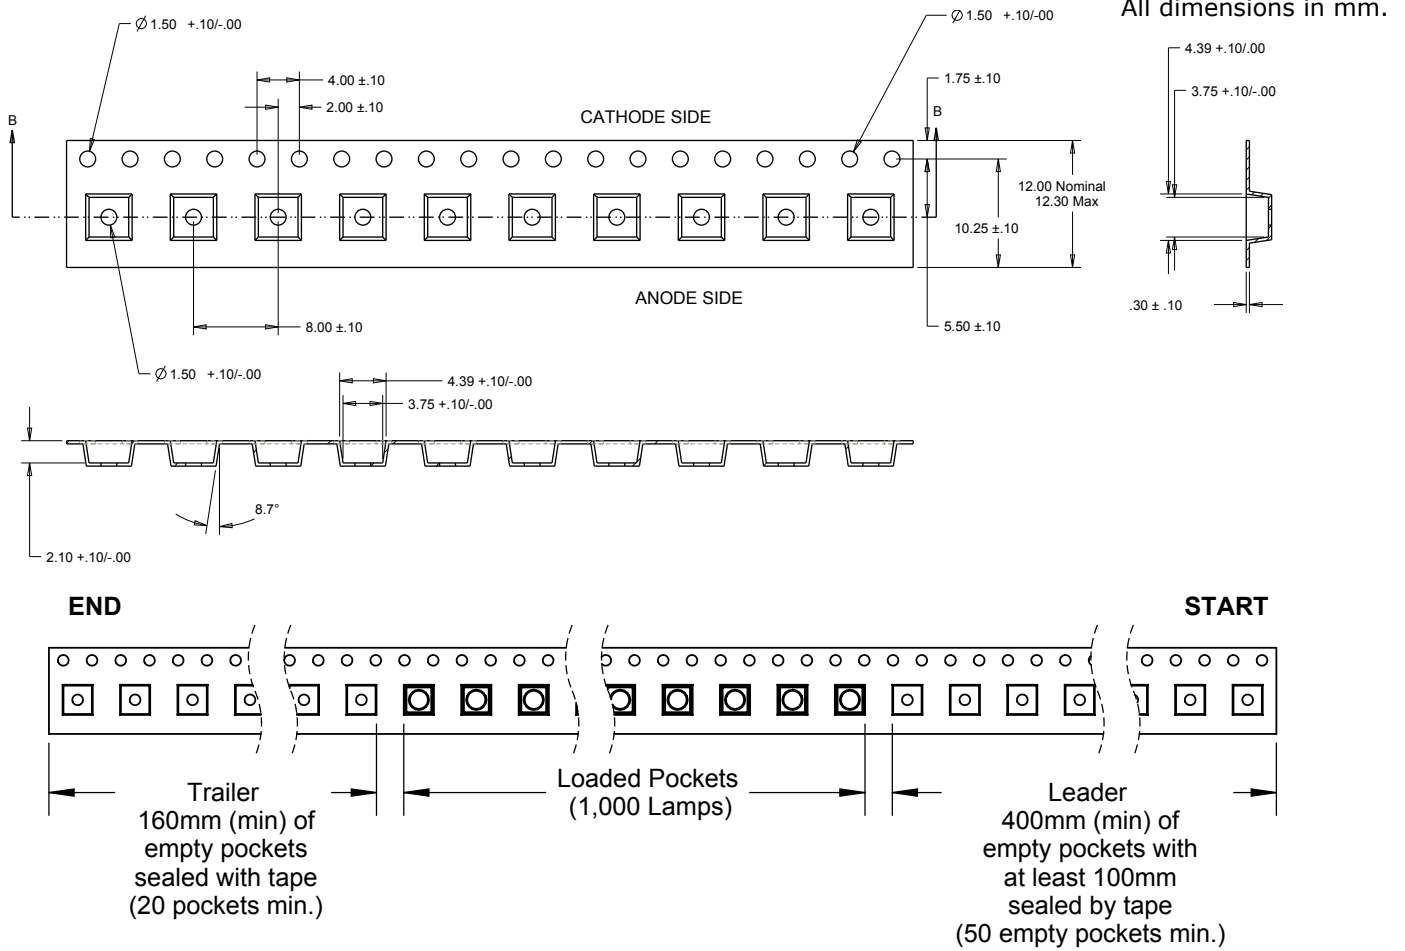 All dimensions in mm.
Ø 1.50 +.10/-.00
Ø 1.50 +.10/-00
4.39 +.10/.00
4.00 ±.10
1.75 ±.10
3.75 +.10/-.00
2.00 ±.10
B
CATHODE SIDE
B
12.00 Nominal
12.30 Max
10.25 ±.10
ANODE SIDE
.30 ± .10
8.00 ±.10
5.50 ±.10
Ø 1.50 +.10/-.00
4.39 +.10/-.00
3.75 +.10/-.00
8.7°
2.10 +.10/-.00
END
START
Trailer
160mm (min) of
empty pockets
sealed with tape
(20 pockets min.)
Loaded Pockets
(1,000 Lamps)
Leader
400mm (min) of
empty pockets with
at least 100mm
sealed by tape
(50 empty pockets min.)